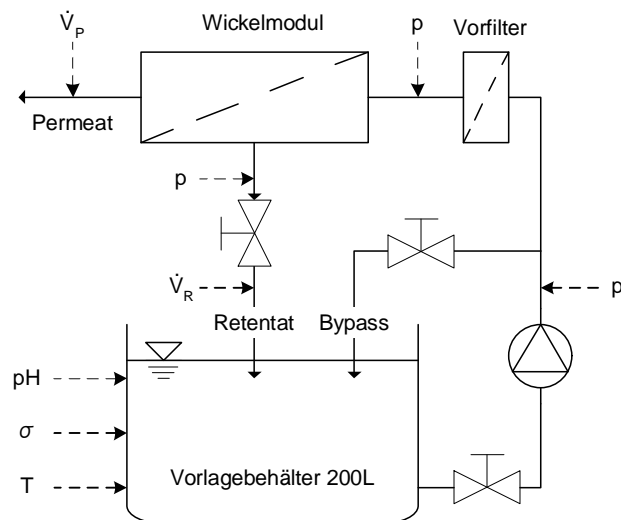 V̇P
Wickelmodul
p
Vorfilter
Permeat
p
V̇R
Retentat
Bypass
p
pH
σ
T
Vorlagebehälter 200L